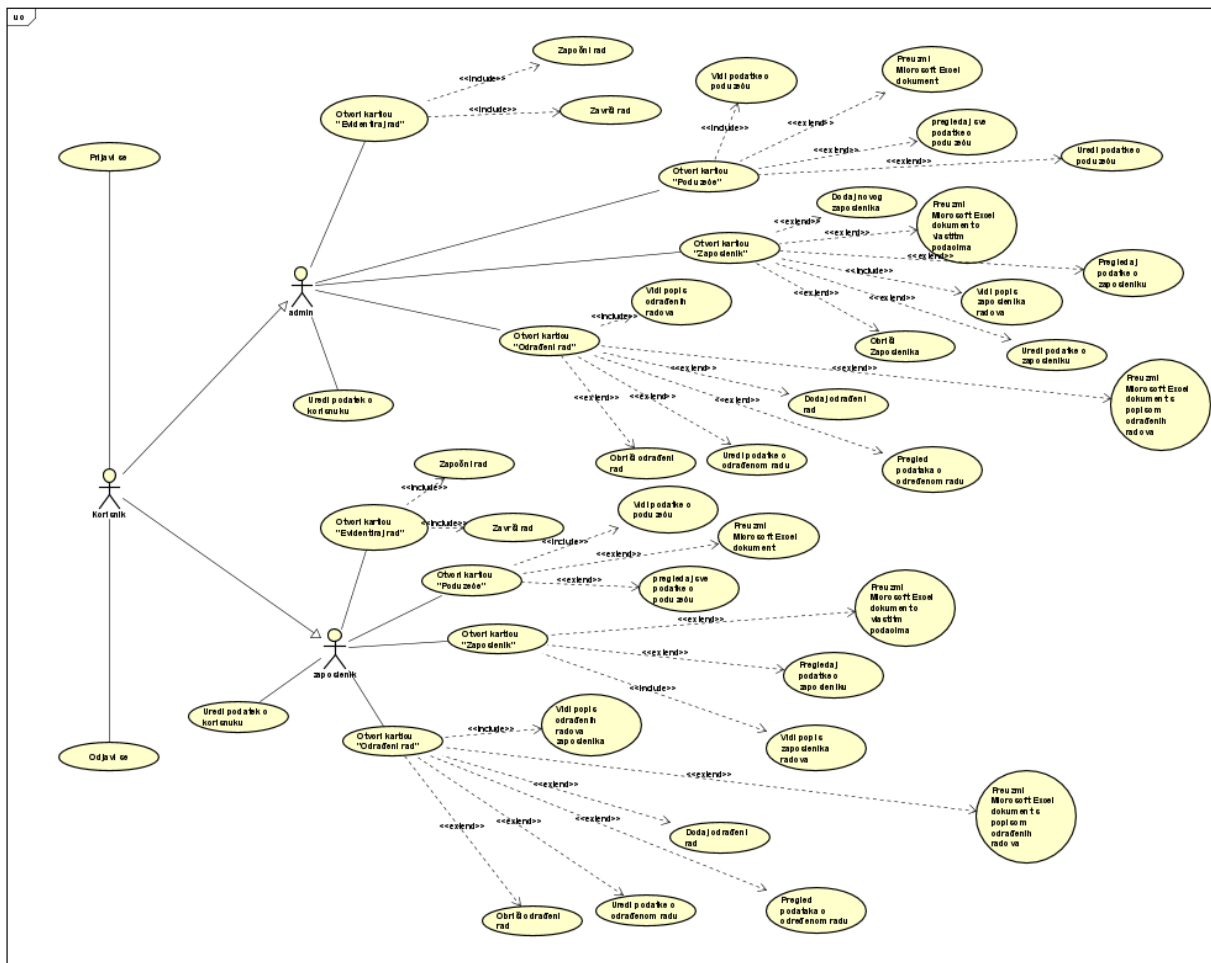 uc
Započni rad
<<include>>
Otvori karticu
"Evidentiraj rad"
<<include>>
Završi rad
Prijavi se
Vidi podatke o
poduzeću
<<include>>
Preuzmi
Microsoft Excel
dokument
<<extend>>
pregledaj sve
podatke o
poduzeću
<<extend>>
Uredi podatke o
poduzeću
<<extend>>
Otvori karticu
"Poduzeće"
Dodaj novog
zaposlenika
<<extend>>
Preuzmi
Microsoft Excel
dokument o
vlastitim
podacima
<<extend>>
Otvori karticu
"Zaposlenik"
<<extend>>
Pregledaj
podatke o
zaposleniku
<<include>>
Vidi popis
zaposlenika
radova
<<extend>>
<<extend>>
Obriši
Zaposlenika
Uredi podatke o
zaposleniku
admin
Vidi popis
odrađenih
radova
<<include>>
Otvori karticu
"Odrađeni rad"
<<extend>>
Preuzmi
Microsoft Excel
dokument s
popisom
odrađenih
radova
<<extend>>
Dodaj odrađeni
rad
<<extend>>
<<extend>>
<<extend>>
Uredi podatek o
korisnuku
Obriši odrađeni
rad
Uredi podatke o
odrađenom radu
Pregled
podataka o
određenom radu
Korisnik
Započni rad
<<include>>
Otvori karticu
"Evidentiraj rad"
<<include>>
Završi rad
Vidi podatke o
poduzeću
<<include>>
Preuzmi
Microsoft Excel
dokument
<<extend>>
Otvori karticu
"Poduzeće"
<<extend>>
pregledaj sve
podatke o
poduzeću
Otvori karticu
"Zaposlenik"
<<extend>>
Preuzmi
Microsoft Excel
dokument o
vlastitim
podacima
<<extend>>
Pregledaj
podatke o
zaposleniku
<<include>>
Vidi popis
zaposlenika
radova
zaposlenik
Uredi podatek o
korisnuku
Otvori karticu
"Odrađeni rad"
<<include>>
Vidi popis
odrađenih
radova
zaposlenika
<<extend>>
Preuzmi
Microsoft Excel
dokument s
popisom
odrađenih
radova
<<extend>>
Dodaj odrađeni
rad
<<extend>>
<<extend>>
<<extend>>
Obriši odrađeni
rad
Uredi podatke o
odrađenom radu
Pregled
podataka o
određenom radu
Odjavi se